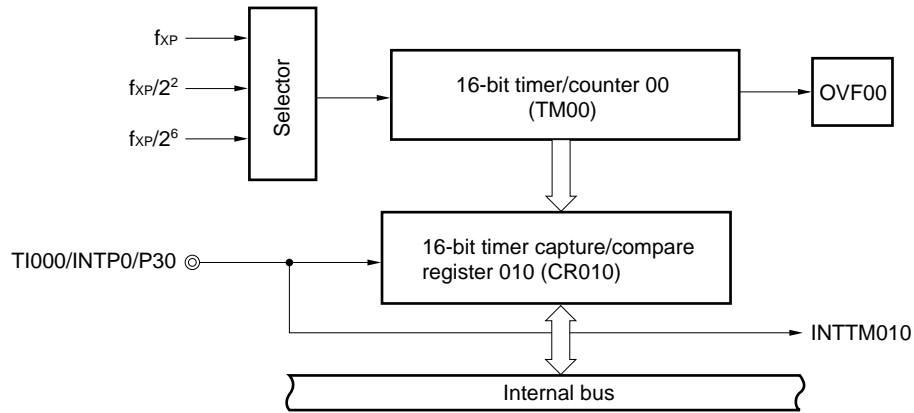 fXP
fXP/2²
fXP/2⁶
Selector
16-bit timer/counter 00
(TM00)
OVF00
16-bit timer capture/compare
register 010 (CR010)
TI000/INTP0/P30
INTTM010
Internal bus